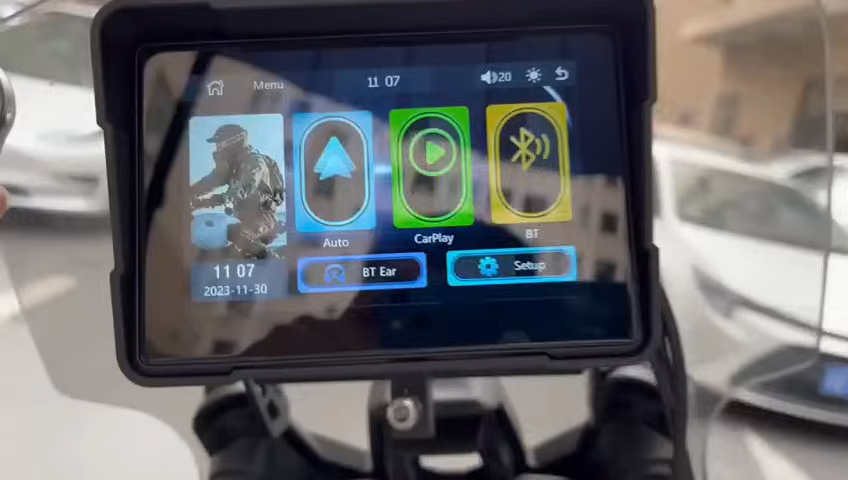 Menu
11 07
20
Auto
CarPlay
BT
11 07
2023-11-30
BT Ear
Setup